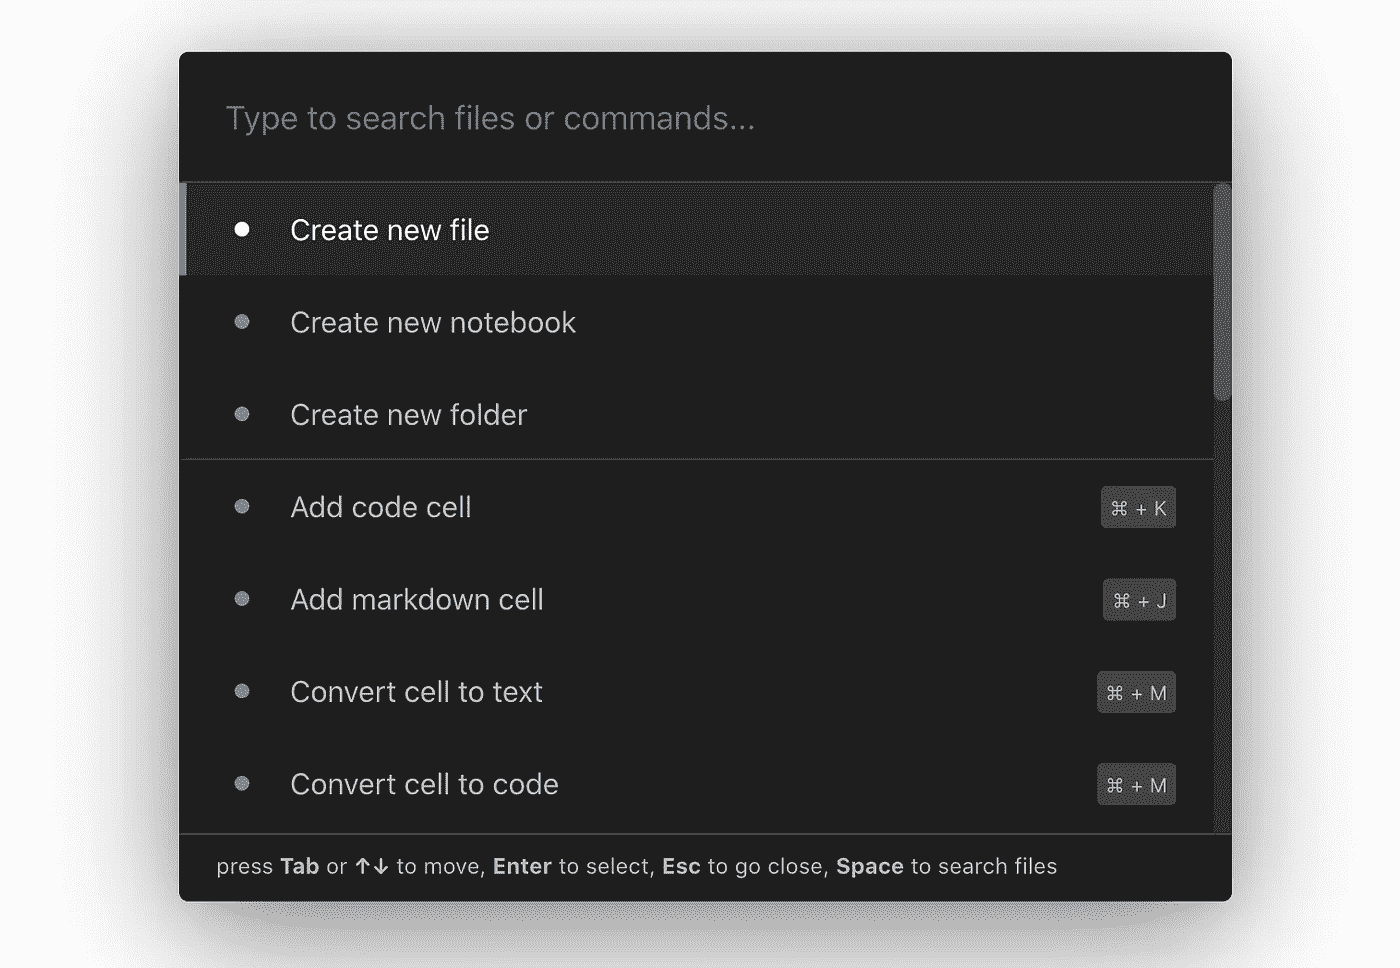 Type to search files or commands...
Create new file
Create new notebook
Create new folder
Add code cell ⌘ + K
Add markdown cell ⌘ + J
Convert cell to text ⌘ + M
Convert cell to code ⌘ + M
press Tab or ↑↓ to move, Enter to select, Esc to go close, Space to search files